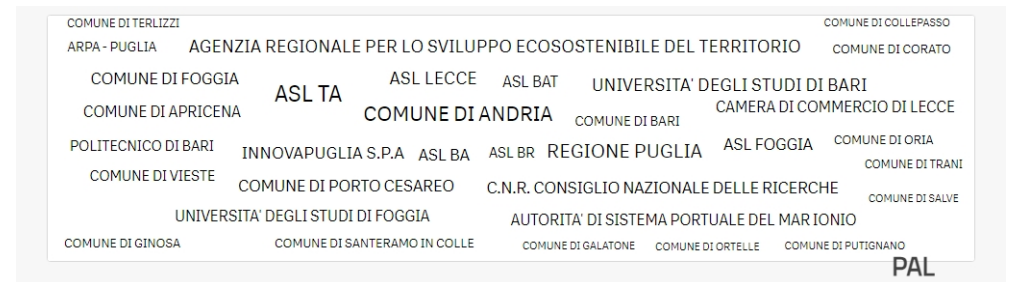 COMUNE DI TERLIZZI
COMUNE DI COLLEPASSO
ARPA - PUGLIA
AGENZIA REGIONALE PER LO SVILUPPO ECOSOSTENIBILE DEL TERRITORIO
COMUNE DI CORATO
COMUNE DI FOGGIA
ASL TA
ASL LECCE
ASL BAT
UNIVERSITA' DEGLI STUDI DI BARI
COMUNE DI APRICENA
COMUNE DI ANDRIA
COMUNE DI BARI
CAMERA DI COMMERCIO DI LECCE
POLITECNICO DI BARI
INNOVAPUGLIA S.P.A
ASL BA
ASL BR
REGIONE PUGLIA
ASL FOGGIA
COMUNE DI ORIA
COMUNE DI TRANI
COMUNE DI VIESTE
COMUNE DI PORTO CESAREO
C.N.R. CONSIGLIO NAZIONALE DELLE RICERCHE
COMUNE DI SALVE
UNIVERSITA' DEGLI STUDI DI FOGGIA
AUTORITA' DI SISTEMA PORTUALE DEL MAR IONIO
COMUNE DI GINOSA
COMUNE DI SANTERAMO IN COLLE
COMUNE DI GALATONE
COMUNE DI ORTELLE
COMUNE DI PUTIGNANO
PAL